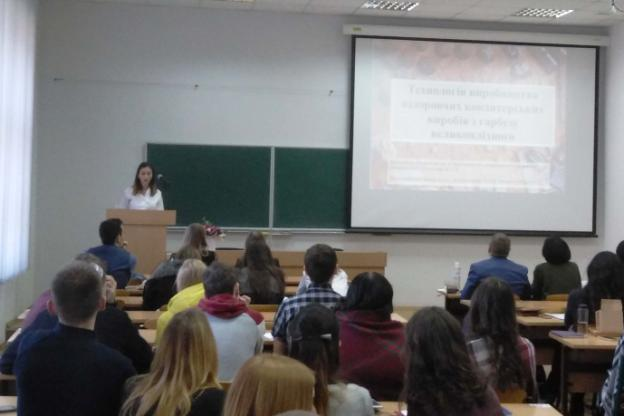 Технологія виробництва
оздоровчих кондитерських
виробів з гарбуза
великоплідного